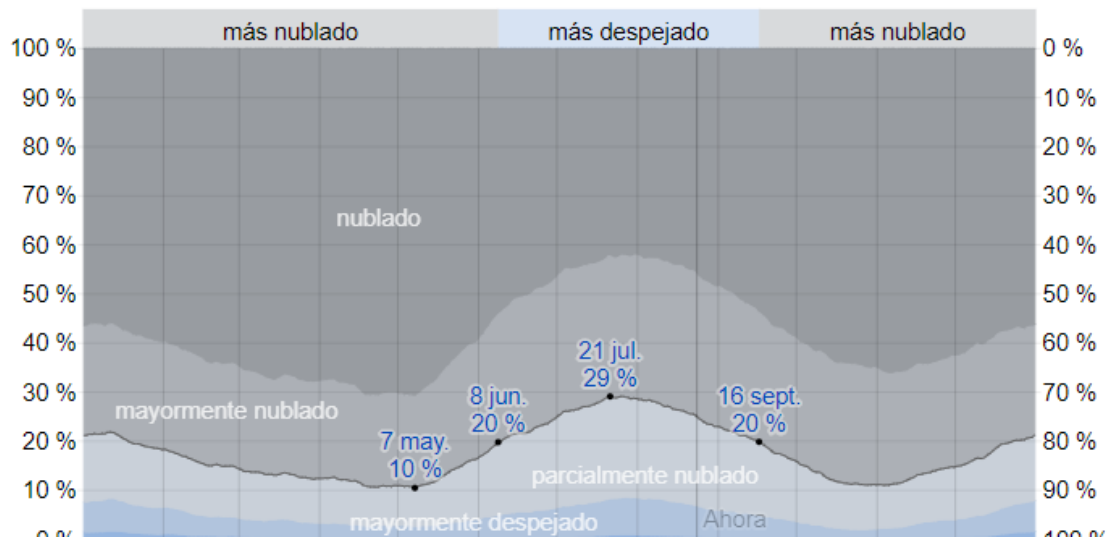 más nublado más despejado más nublado
100 % 0 %
90 % 10 %
80 % 20 %
70 % 30 %
nublado
60 % 40 %
50 % 50 %
40 % 60 %
21 jul.
29 %
30 % 70 %
mayormente nublado
8 jun.
20 %
16 sept.
20 %
20 % 80 %
7 may.
10 %
parcialmente nublado
10 % 90 %
mayormente despejado
Ahora
0 % 100 %